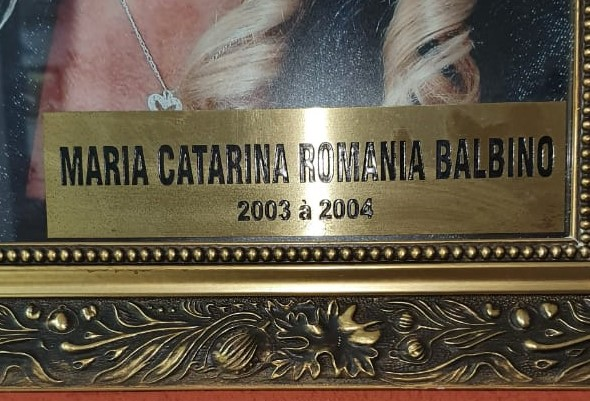 MARIA CATARINA ROMANIA BALBINO
2003 à 2004